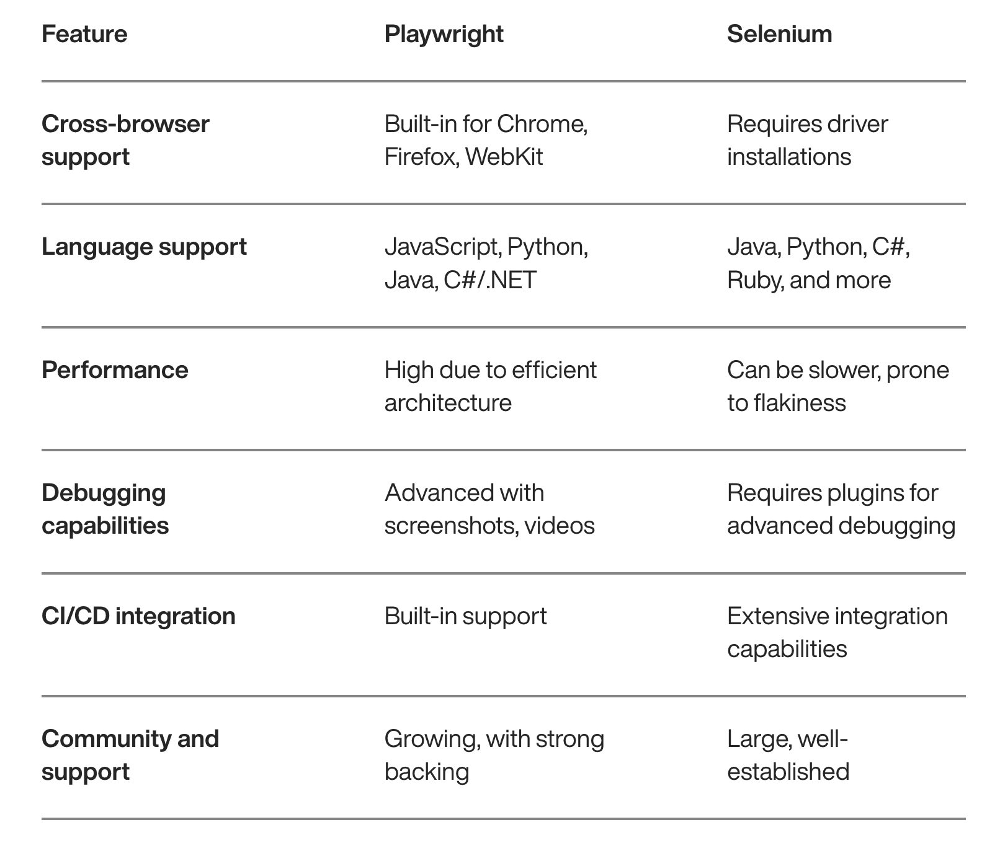 Feature Playwright Selenium
Cross-browser support Built-in for Chrome, Firefox, WebKit Requires driver installations
Language support JavaScript, Python, Java, C#/.NET Java, Python, C#, Ruby, and more
Performance High due to efficient architecture Can be slower, prone to flakiness
Debugging capabilities Advanced with screenshots, videos Requires plugins for advanced debugging
CI/CD integration Built-in support Extensive integration capabilities
Community and support Growing, with strong backing Large, well-established